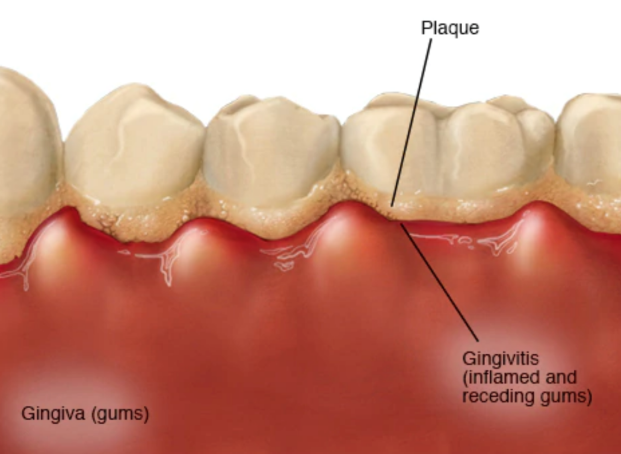 Plaque
Gingivitis
(inflamed and
receding gums)
Gingiva (gums)